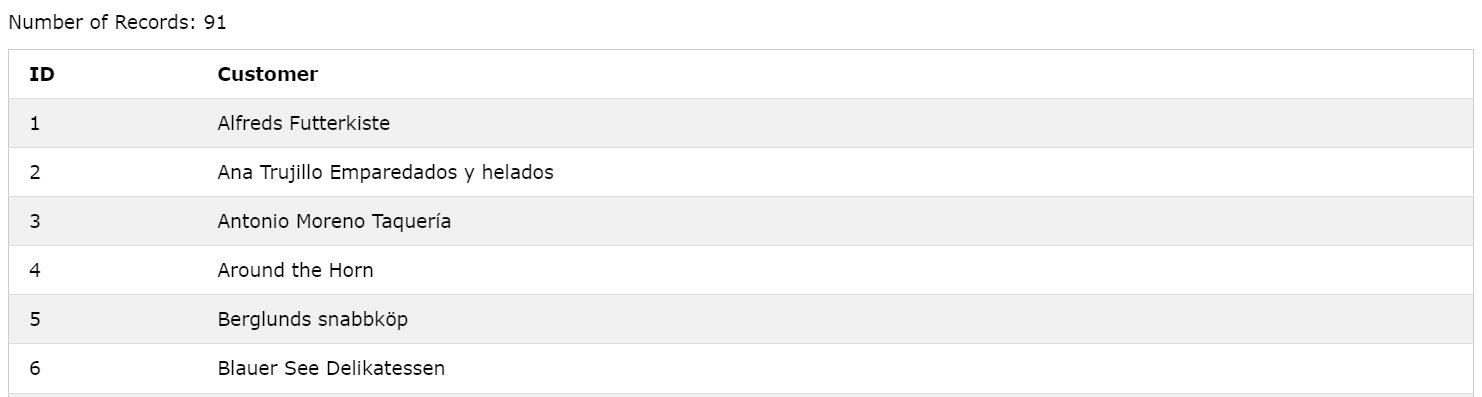 Number of Records: 91
ID Customer
1 Alfreds Futterkiste
2 Ana Trujillo Emparedados y helados
3 Antonio Moreno Taquería
4 Around the Horn
5 Berglunds snabbköp
6 Blauer See Delikatessen